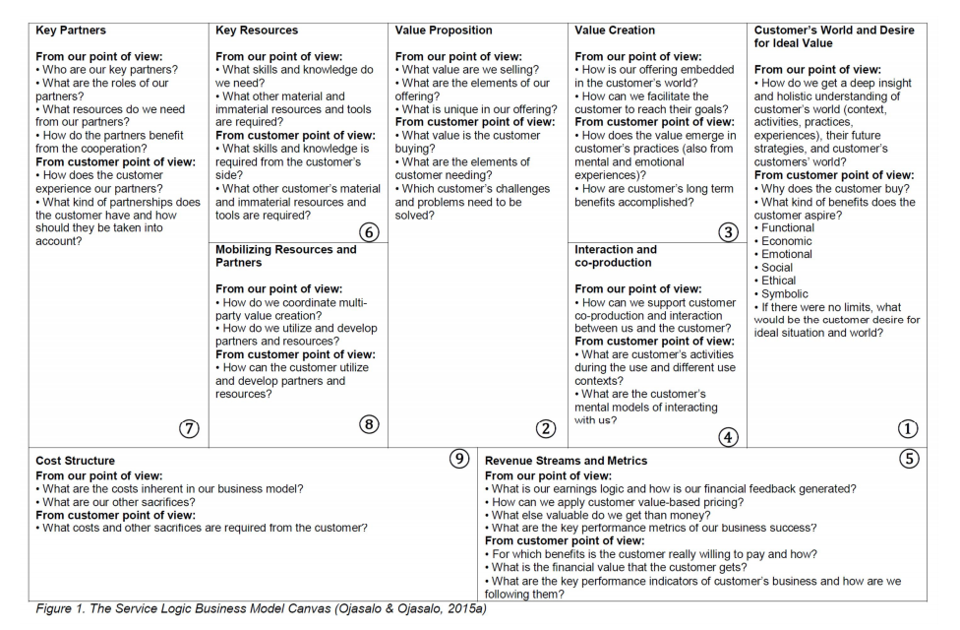 Key Partners
From our point of view:
• Who are our key partners?
• What are the roles of our
partners?
• What resources do we need
from our partners?
• How do the partners benefit
from the cooperation?
From customer point of view:
• How does the customer
experience our partners?
• What kind of partnerships does
the customer have and how
should they be taken into
account?
⑦
Key Resources
From our point of view:
• What skills and knowledge do
we need?
• What other material and
immaterial resources and tools
are required?
From customer point of view:
• What skills and knowledge is
required from the customer's
side?
• What other customer's material
and immaterial resources and
tools are required?
⑥
Mobilizing Resources and
Partners
From our point of view:
• How do we coordinate multi-
party value creation?
• How do we utilize and develop
partners and resources?
From customer point of view:
• How can the customer utilize
and develop partners and
resources?
⑧
Value Proposition
From our point of view:
• What value are we selling?
• What are the elements of our
offering?
• What is unique in our offering?
From customer point of view:
• What value is the customer
buying?
• What are the elements of
customer needing?
• Which customer's challenges
and problems need to be
solved?
②
Value Creation
From our point of view:
• How is our offering embedded
in the customer's world?
• How can we facilitate the
customer to reach their goals?
From customer point of view:
• How does the value emerge in
customer's practices (also from
mental and emotional
experiences)?
• How are customer's long term
benefits accomplished?
③
Interaction and
co-production
From our point of view:
• How can we support customer
co-production and interaction
between us and the customer?
From customer point of view:
• What are customer's activities
during the use and different use
contexts?
• What are the customer's
mental models of interacting
with us?
④
Customer's World and Desire
for Ideal Value
From our point of view:
• How do we get a deep insight
and holistic understanding of
customer's world (context,
activities, practices,
experiences), their future
strategies, and customer's
customers' world?
From customer point of view:
• Why does the customer buy?
• What kind of benefits does the
customer aspire?
• Functional
• Economic
• Emotional
• Social
• Ethical
• Symbolic
• If there were no limits, what
would be the customer desire for
ideal situation and world?
①
Cost Structure
⑨
From our point of view:
• What are the costs inherent in our business model?
• What are our other sacrifices?
From customer point of view:
• What costs and other sacrifices are required from the customer?
Revenue Streams and Metrics
⑤
From our point of view:
• What is our earnings logic and how is our financial feedback generated?
• How can we apply customer value-based pricing?
• What else valuable do we get than money?
• What are the key performance metrics of our business success?
From customer point of view:
• For which benefits is the customer really willing to pay and how?
• What is the financial value that the customer gets?
• What are the key performance indicators of customer's business and how are we
following them?
Figure 1. The Service Logic Business Model Canvas (Ojasalo & Ojasalo, 2015a)